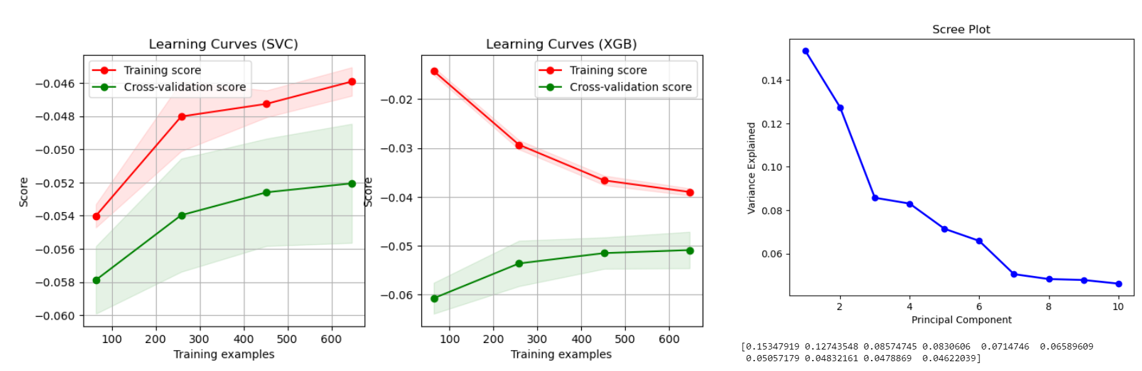 Learning Curves (SVC)
Training score
Cross-validation score
−0.046
−0.048
−0.050
−0.052
−0.054
−0.056
−0.058
−0.060
Score
100 200 300 400 500 600
Training examples
Learning Curves (XGB)
Training score
Cross-validation score
−0.02
−0.03
−0.04
−0.05
−0.06
Score
100 200 300 400 500 600
Training examples
Scree Plot
0.14
0.12
0.10
0.08
0.06
Variance Explained
2 4 6 8 10
Principal Component
[0.15347919 0.12743548 0.08574745 0.0830606 0.0714746 0.06589609
0.05057179 0.04832161 0.0478869 0.04622039]